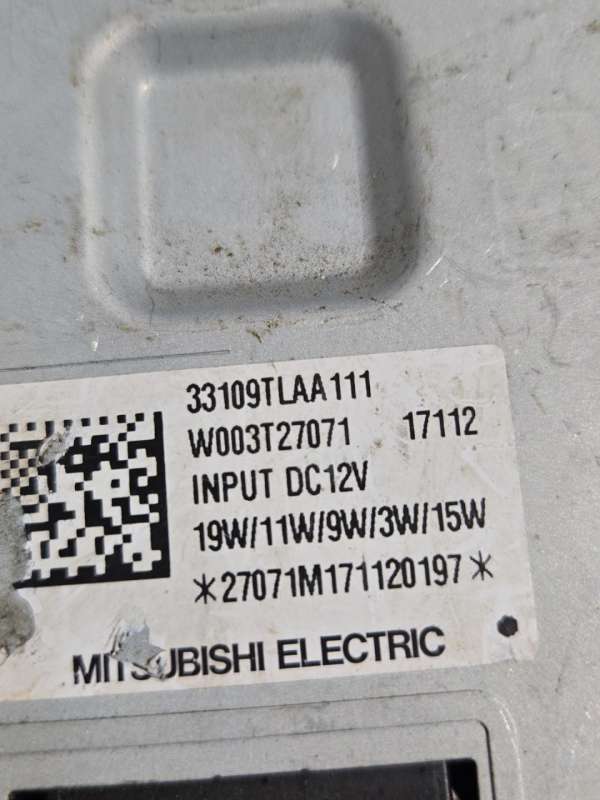 33109TLAA111
W003T27071 17112
INPUT DC12V
19W/11W/9W/3W/15W
*27071M171120197*
MITSUBISHI ELECTRIC